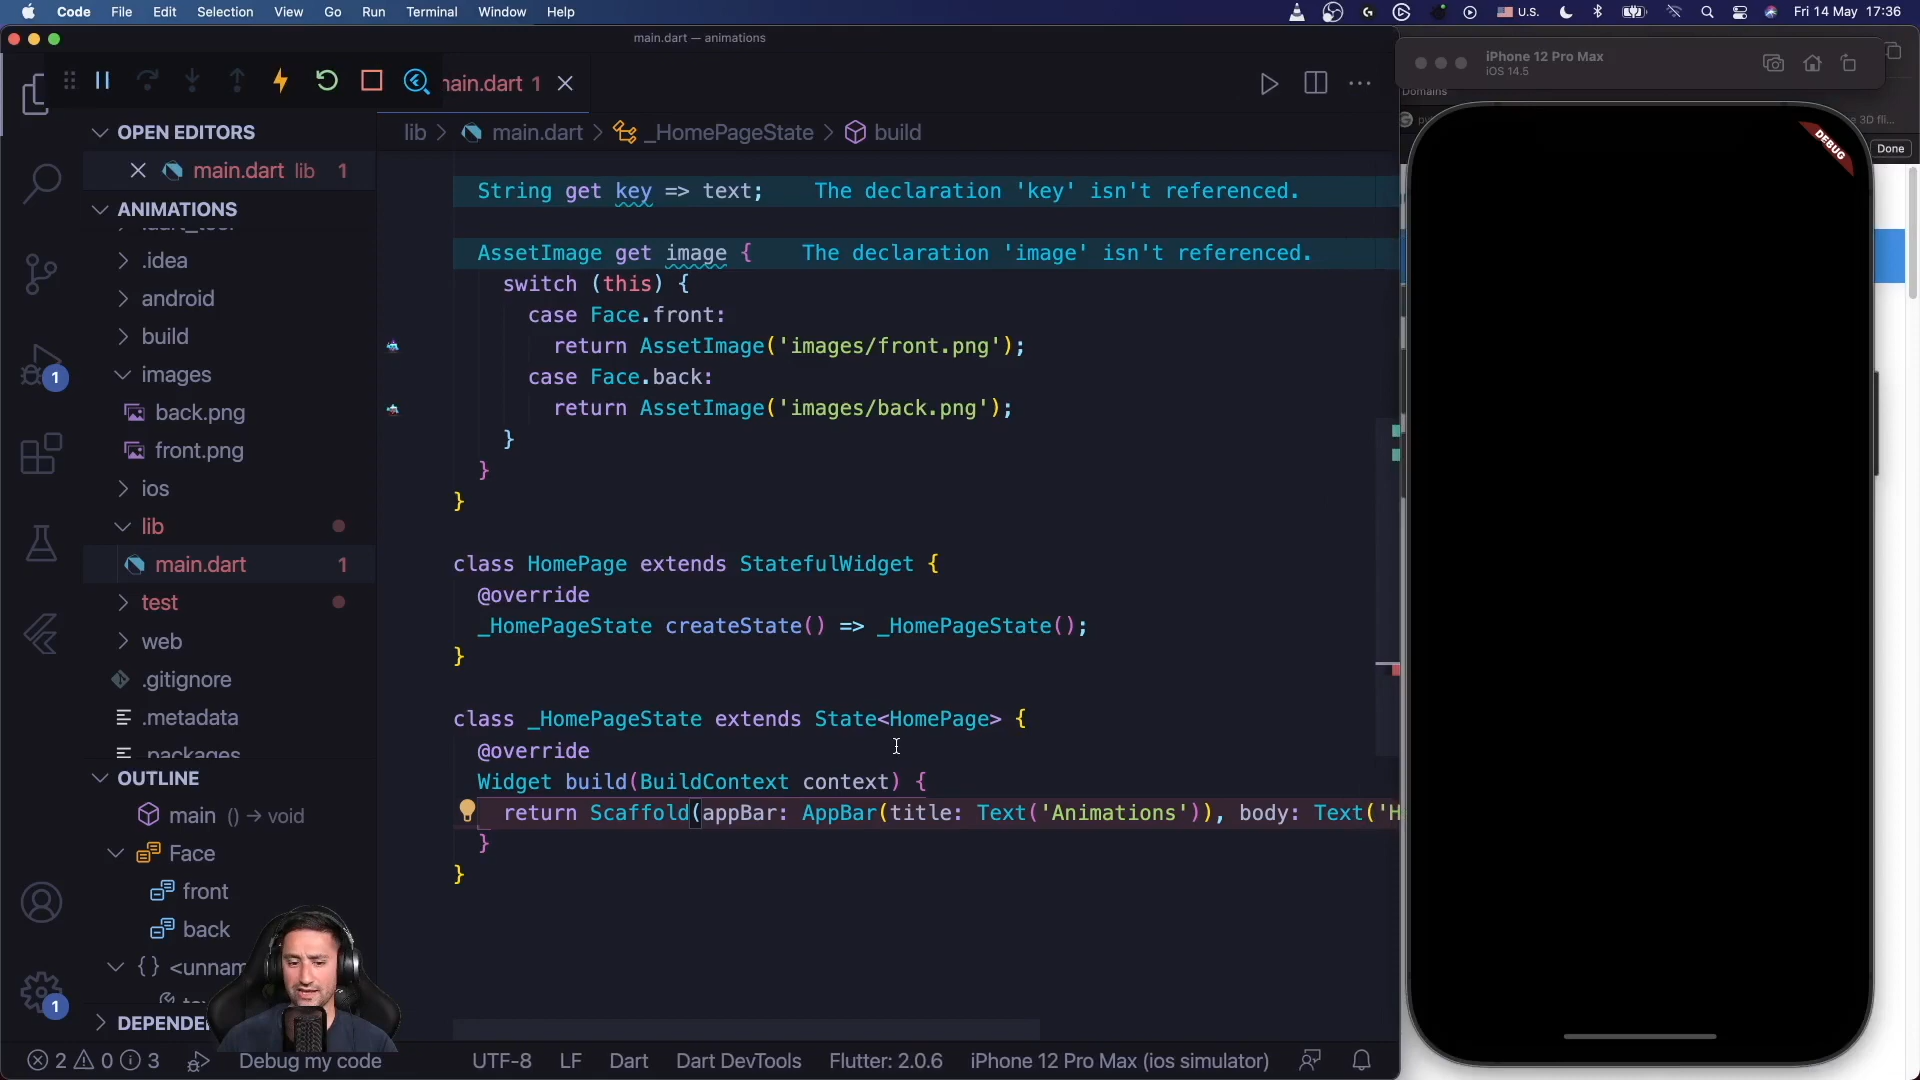 Code File Edit Selection View Go Run Terminal Window Help U.S. Fri 14 May 17:36
main.dart — animations
main.dart 1
iPhone 12 Pro Max
iOS 14.5
Domains
OPEN EDITORS
main.dart lib 1
ANIMATIONS
.idea
android
build
images
back.png
front.png
ios
lib
main.dart 1
test
web
.gitignore
.metadata
.packages
OUTLINE
main () → void
Face
front
back
{} <unnam
DEPENDE
lib > main.dart > _HomePageState > build
String get key => text; The declaration 'key' isn't referenced.
AssetImage get image { The declaration 'image' isn't referenced.
switch (this) {
case Face.front:
return AssetImage('images/front.png');
case Face.back:
return AssetImage('images/back.png');
}
}
}
class HomePage extends StatefulWidget {
@override
_HomePageState createState() => _HomePageState();
}
class _HomePageState extends State<HomePage> {
@override
Widget build(BuildContext context) {
return Scaffold(appBar: AppBar(title: Text('Animations')), body: Text('H
}
}
DEBUG
Done
e 3D fli...
1
1
2 0 3 Debug my code UTF-8 LF Dart Dart DevTools Flutter: 2.0.6 iPhone 12 Pro Max (ios simulator)